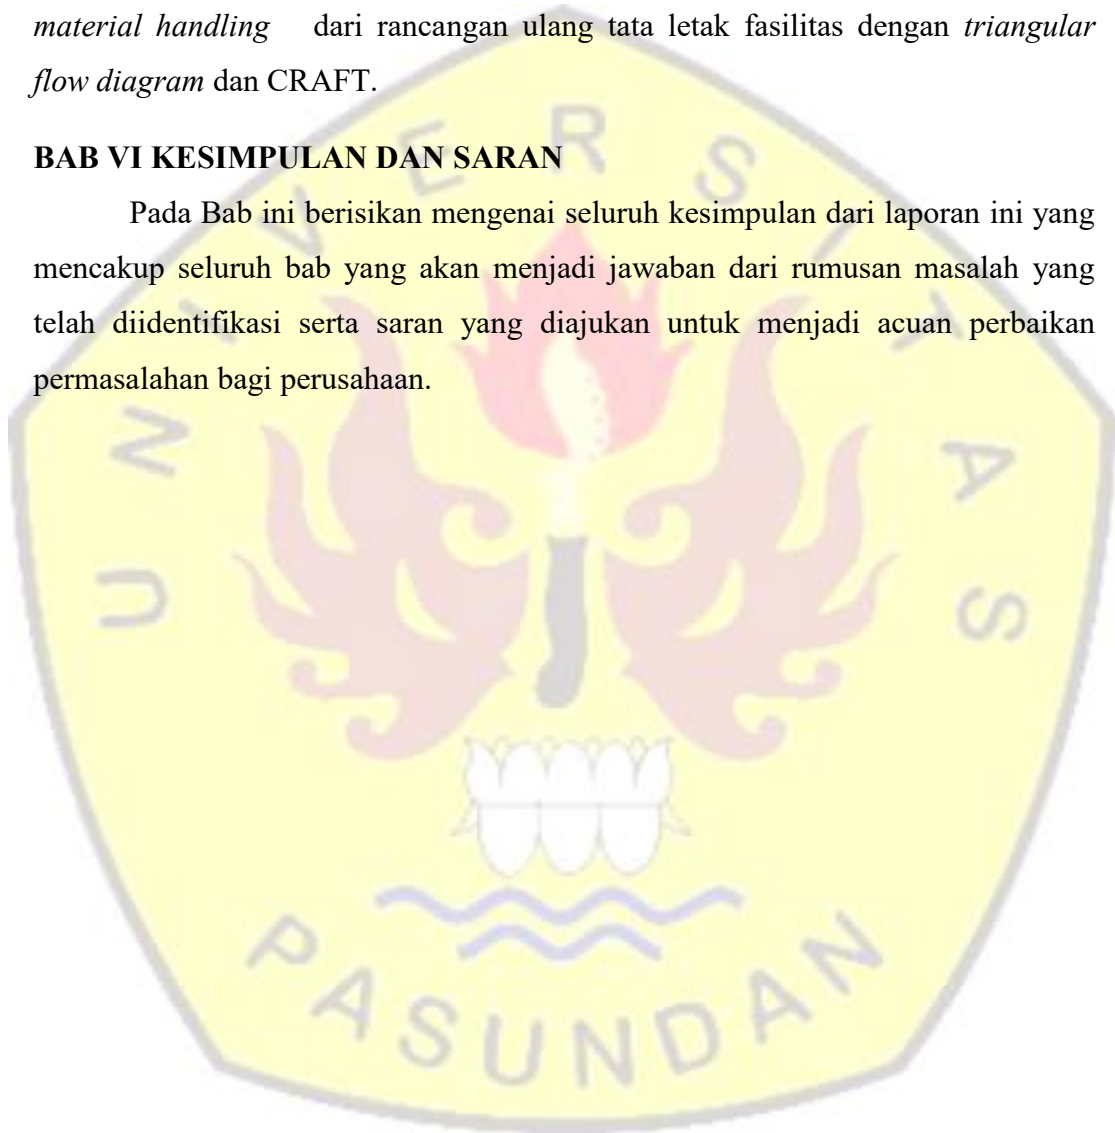 material handling dari rancangan ulang tata letak fasilitas dengan triangular
flow diagram dan CRAFT.
BAB VI KESIMPULAN DAN SARAN
Pada Bab ini berisikan mengenai seluruh kesimpulan dari laporan ini yang
mencakup seluruh bab yang akan menjadi jawaban dari rumusan masalah yang
telah diidentifikasi serta saran yang diajukan untuk menjadi acuan perbaikan
permasalahan bagi perusahaan.
UNIVERSITAS
PASUNDAN